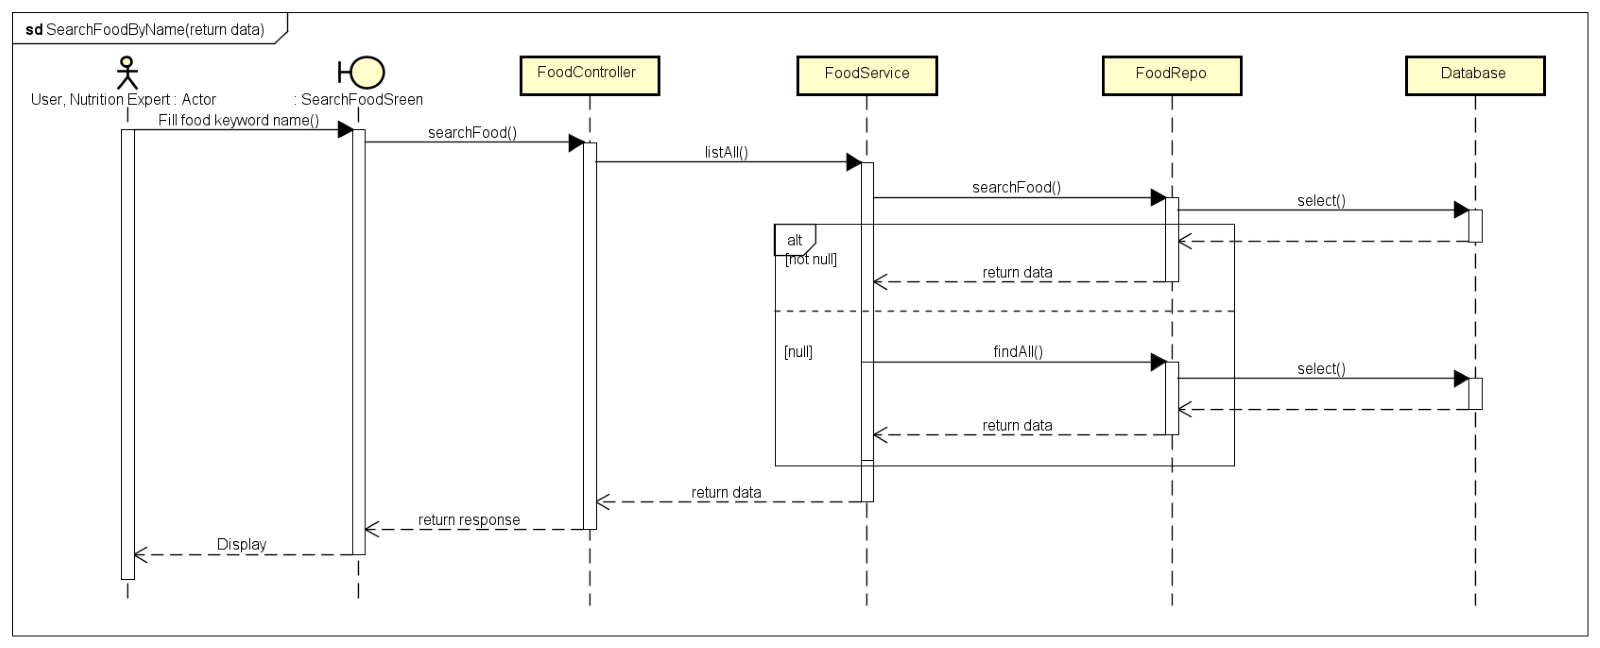 sd SearchFoodByName(return data)
User, Nutrition Expert : Actor
: SearchFoodSreen
FoodController
FoodService
FoodRepo
Database
Fill food keyword name()
searchFood()
listAll()
searchFood()
select()
alt
[not null]
return data
[null]
findAll()
select()
return data
return data
return response
Display